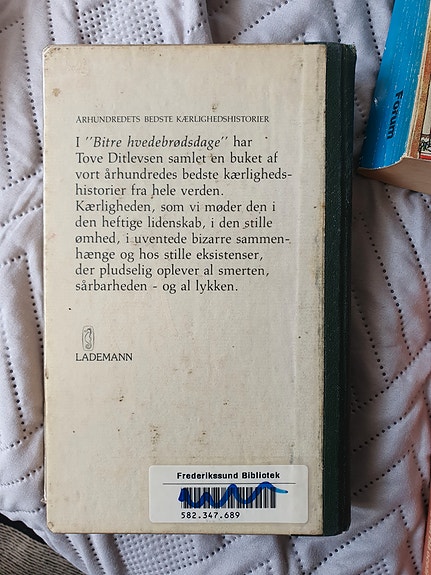 ÅRHUNDREDETS BEDSTE KÆRLIGHEDSHISTORIER
I "Bitre hvedebrødsdage" har
Tove Ditlevsen samlet en buket af
vort århundredes bedste kærligheds-
historier fra hele verden.
Kærligheden, som vi møder den i
den heftige lidenskab, i den stille
ømhed, i uventede bizarre sammen-
hænge og hos stille eksistenser,
der pludselig oplever al smerten,
sårbarheden - og al lykken.
LADEMANN
Frederikssund Bibliotek
582.347.689
Forum